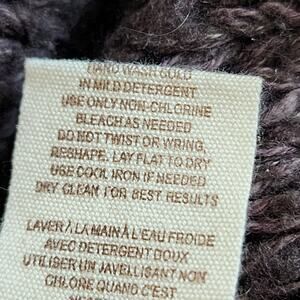 HAND WASH COLD
IN MILD DETERGENT
USE ONLY NON-CHLORINE
BLEACH AS NEEDED
DO NOT TWIST OR WRING,
RESHAPE, LAY FLAT TO DRY
USE COOL IRON IF NEEDED
DRY CLEAN FOR BEST RESULTS
LAVER À LA MAIN À L'EAU FROIDE
AVEC DETERGENT DOUX
UTILISER UN JAVELLISANT NON
CHLORE QUAND C'EST